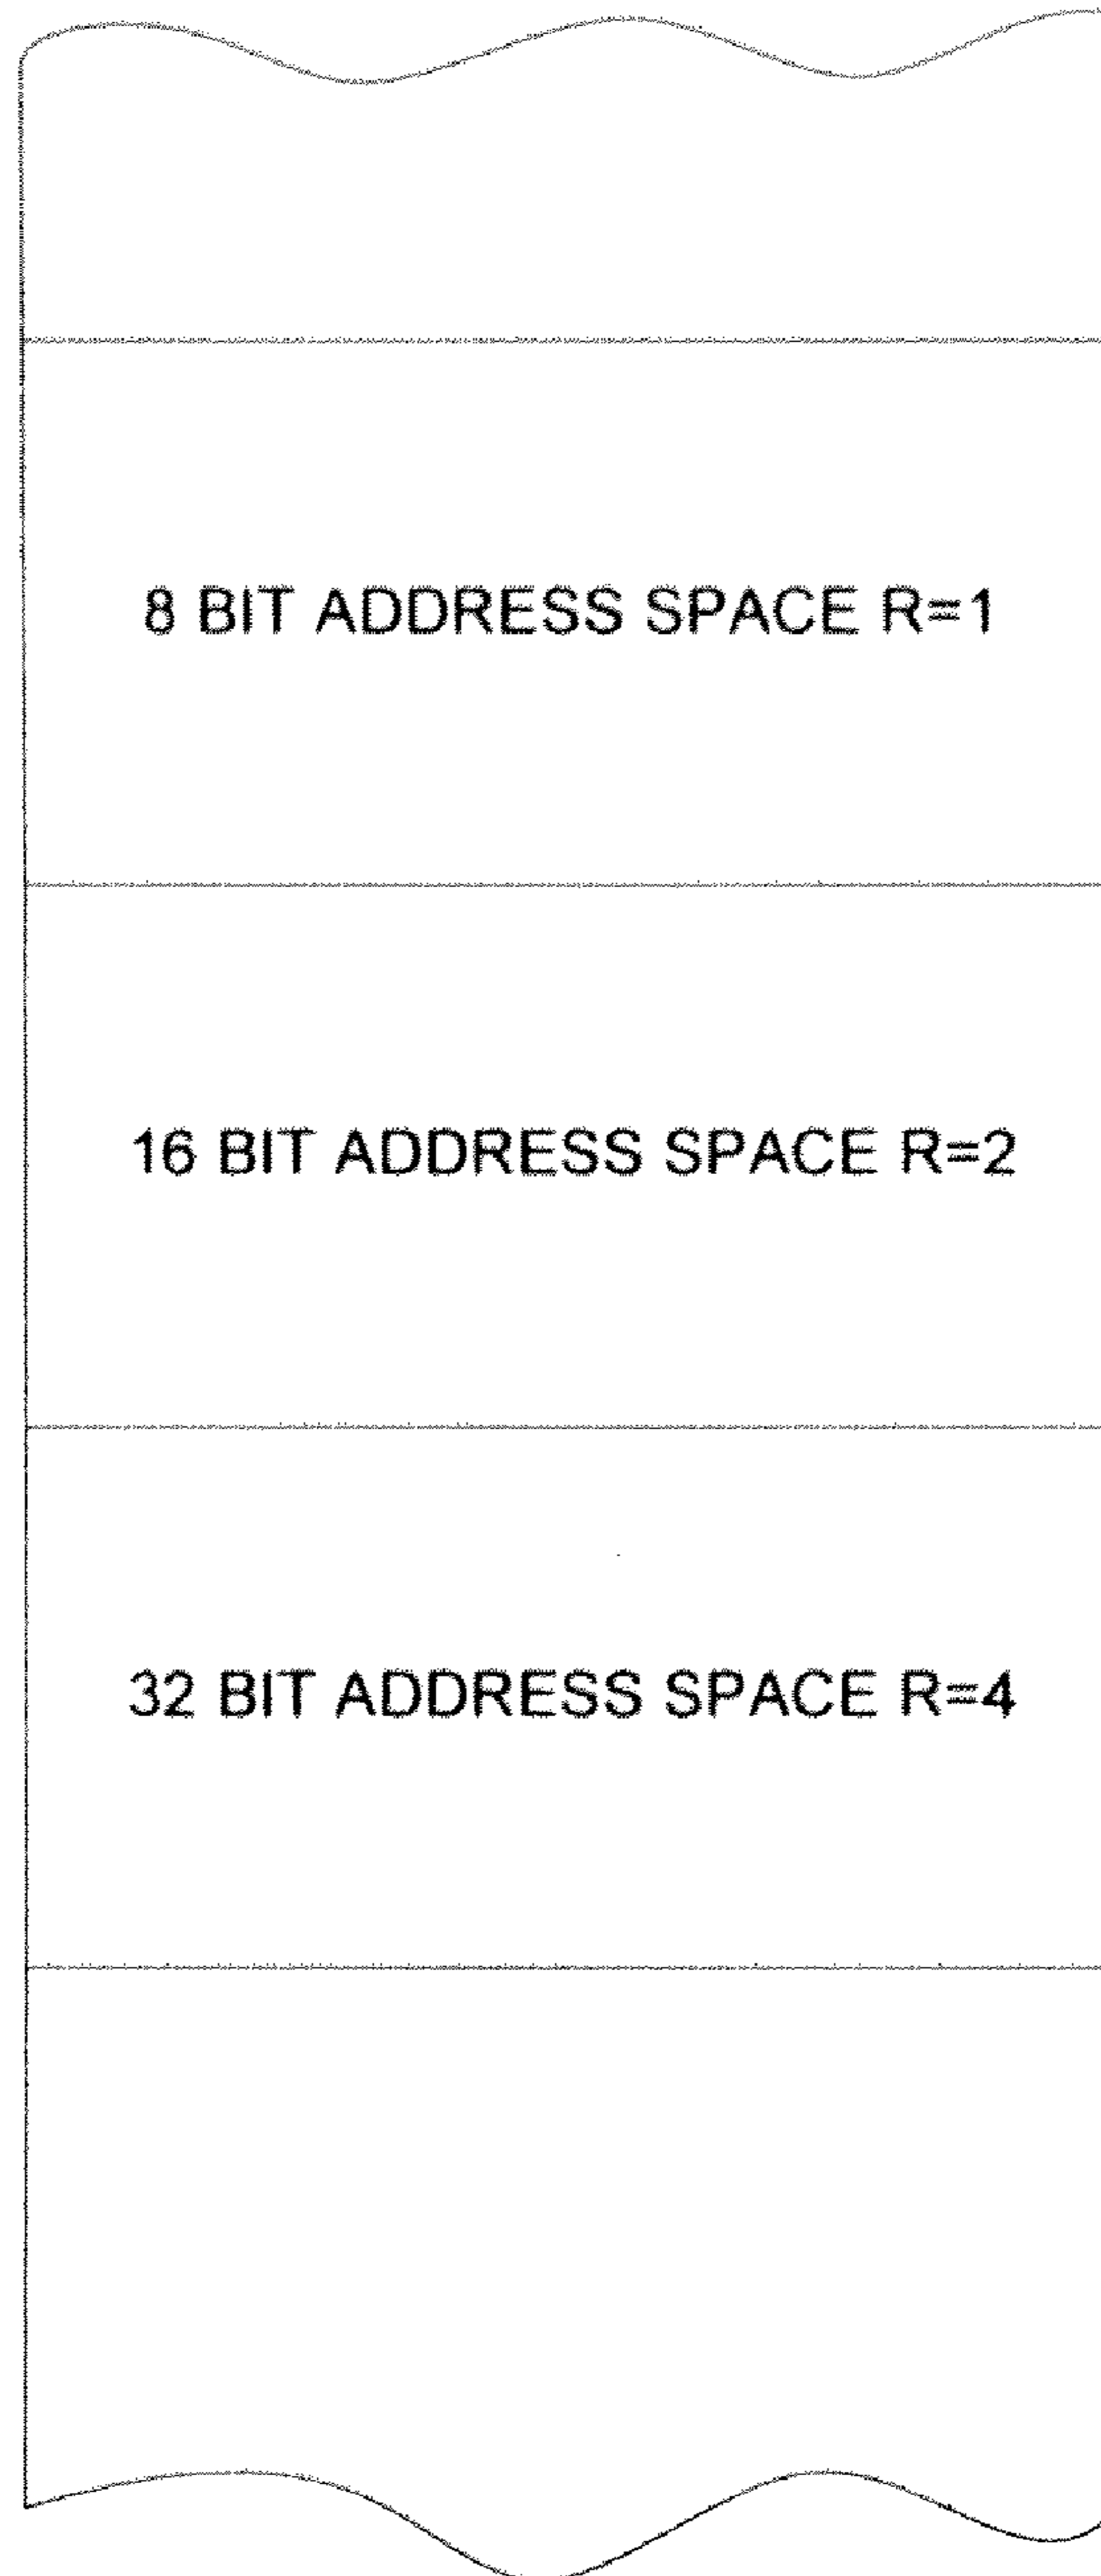 8 BIT ADDRESS SPACE R=1
16 BIT ADDRESS SPACE R=2
32 BIT ADDRESS SPACE R=4